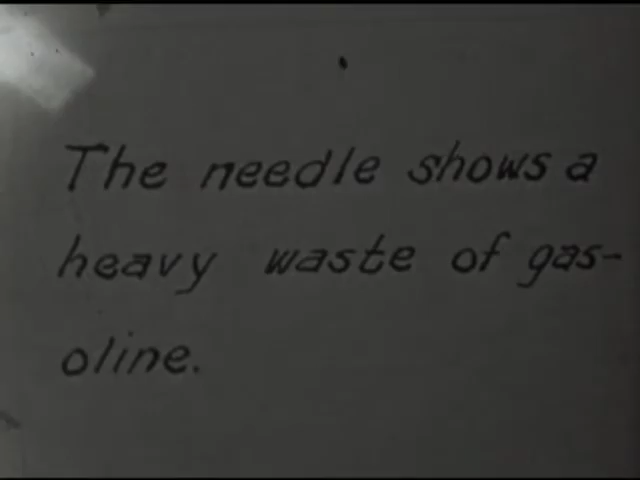 The needle shows a
heavy waste of gas-
oline.